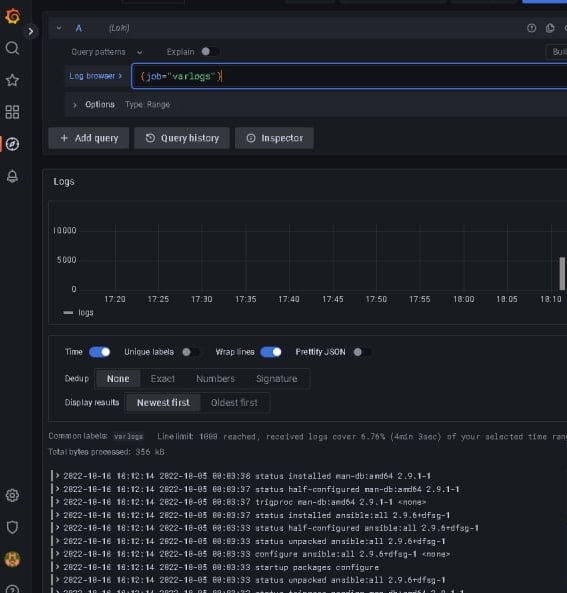 A (Loki)
Query patterns Explain
Log browser > {job="varlogs"}
> Options Type: Range
+ Add query Query history Inspector
Logs
10000
5000
0
17:20 17:25 17:30 17:35 17:40 17:45 17:50 17:55 18:00 18:05 18:10
logs
Time Unique labels Wrap lines Prettify JSON
Dedup None Exact Numbers Signature
Display results Newest first Oldest first
Common labels: varlogs Line limit: 1000 reached, received logs cover 6.76% (4min 3sec) of your selected time
Total bytes processed: 356 kB
> 2022-10-16 18:12:14 2022-10-05 00:03:38 status installed man-db:amd64 2.9.1-1
> 2022-10-16 18:12:14 2022-10-05 00:03:37 status half-configured man-db:amd64 2.9.1-1
> 2022-10-16 18:12:14 2022-10-05 00:03:37 trigproc man-db:amd64 2.9.1-1 <none>
> 2022-10-16 18:12:14 2022-10-05 00:03:37 status installed ansible:all 2.9.6+dfsg-1
> 2022-10-16 18:12:14 2022-10-05 00:03:33 status half-configured ansible:all 2.9.6+dfsg-1
> 2022-10-16 18:12:14 2022-10-05 00:03:33 status unpacked ansible:all 2.9.6+dfsg-1
> 2022-10-16 18:12:14 2022-10-05 00:03:33 configure ansible:all 2.9.6+dfsg-1 <none>
> 2022-10-16 18:12:14 2022-10-05 00:03:33 startup packages configure
> 2022-10-16 18:12:14 2022-10-05 00:03:33 status unpacked ansible:all 2.9.6+dfsg-1